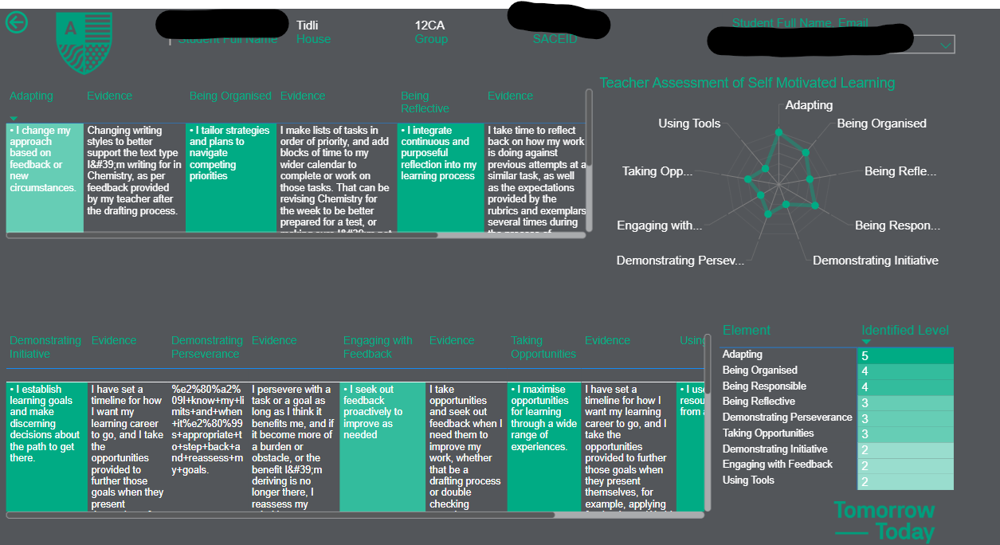 A
Tidli
12CA
Student Full Name
House
Group
SACEID
Student Full Name, Email
Adapting
Evidence
Being Organised
Evidence
Being
Reflective
Evidence
• I change my
approach
based on
feedback or
new
circumstances.
Changing writing
styles to better
support the text type
I&#39;m writing for in
Chemistry, as per
feedback provided
by my teacher after
the drafting process.
• I tailor strategies
and plans to
navigate
competing
priorities
I make lists of tasks in
order of priority, and add
blocks of time to my
wider calendar to
complete or work on
those tasks. That can be
revising Chemistry for
the week to be better
prepared for a test, or
• I integrate
continuous and
purposeful
reflection into my
learning process
I take time to reflect
back on how my work
is doing against
previous attempts at a
similar task, as well
as the expectations
provided by the
rubrics and exemplars
several times during
the process of
Teacher Assessment of Self Motivated Learning
Adapting
Using Tools
Being Organised
Taking Opp...
Being Refle...
Engaging with...
Being Respon...
Demonstrating Persev...
Demonstrating Initiative
Demonstrating
Initiative
Evidence
Demonstrating
Perseverance
Evidence
Engaging with
Feedback
Evidence
Taking
Opportunities
Evidence
Using
• I establish
learning goals
and make
discerning
decisions about
the path to get
there.
I have set a
timeline for how
I want my
learning career
to go, and I take
the
opportunities
provided to
further those
goals when they
present
%e2%80%a2%
09I+know+my+li
mits+and+when
+it%e2%80%99
s+appropriate+t
o+step+back+a
nd+reassess+m
y+goals.
I persevere with a
task or a goal as
long as I think it
benefits me, and if
it become more of
a burden or
obstacle, or the
benefit I&#39;m
deriving is no
longer there, I
reassess my
• I seek out
feedback
proactively to
improve as
needed
I take
opportunities
and seek out
feedback when I
need them to
improve my
work, whether
that be a
drafting process
or double
checking
• I maximise
opportunities
for learning
through a wide
range of
experiences.
I have set a
timeline for how I
want my learning
career to go, and I
take the
opportunities
provided to further
those goals when
they present
themselves, for
example, applying
• I use
resou
from
Element
Identified Level
Adapting 5
Being Organised 4
Being Responsible 4
Being Reflective 3
Demonstrating Perseverance 3
Taking Opportunities 3
Demonstrating Initiative 2
Engaging with Feedback 2
Using Tools 2
Tomorrow
Today